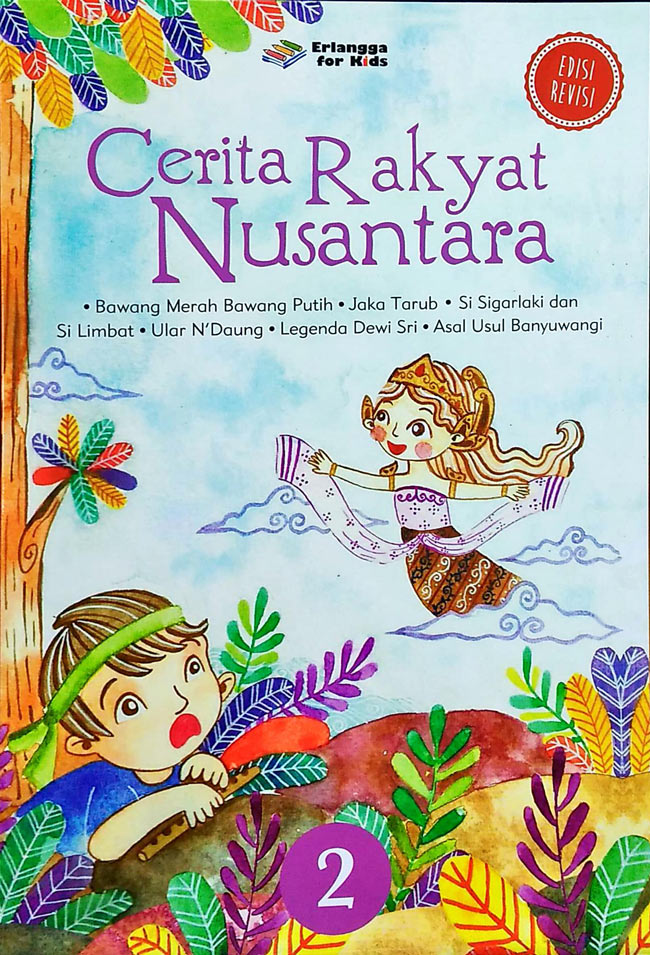 Erlangga
for Kids
EDISI
REVISI
Cerita Rakyat
Nusantara
• Bawang Merah Bawang Putih • Jaka Tarub • Si Sigarlaki dan
Si Limbat • Ular N'Daung • Legenda Dewi Sri • Asal Usul Banyuwangi
2